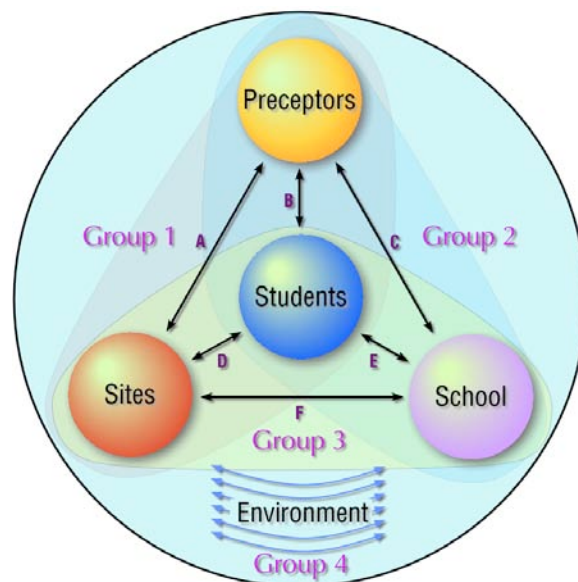 Preceptors
B
Group 1
A
C
Group 2
Students
D
E
Sites
School
F
Group 3
Environment
Group 4